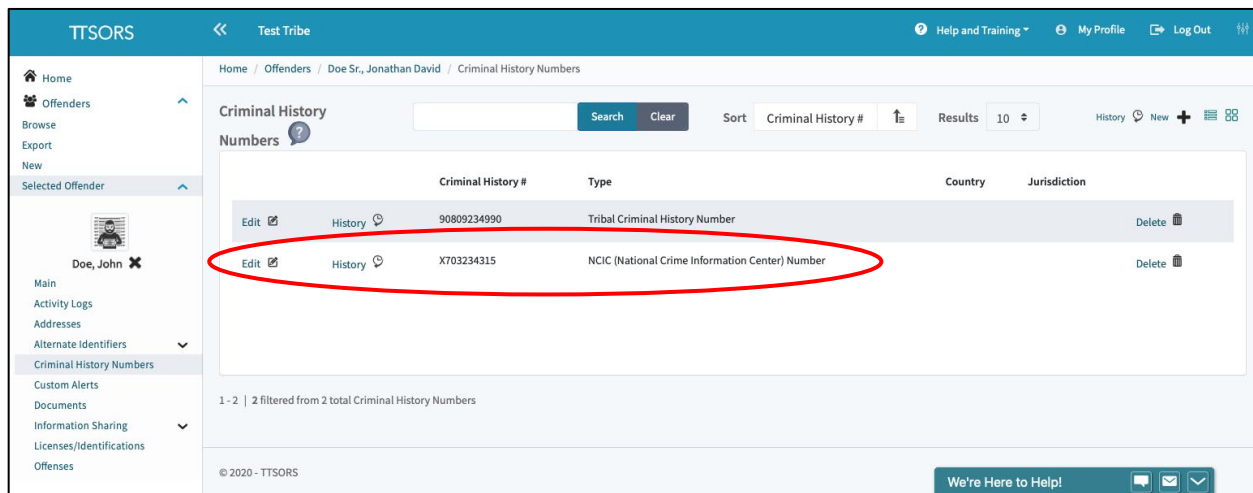 TTSORS
Test Tribe
Help and Training
My Profile
Log Out
Home
Offenders
Browse
Export
New
Selected Offender
Doe, John
Main
Activity Logs
Addresses
Alternate Identifiers
Criminal History Numbers
Custom Alerts
Documents
Information Sharing
Licenses/Identifications
Offenses
Home / Offenders / Doe Sr., Jonathan David / Criminal History Numbers
Criminal History
Numbers ?
Search Clear Sort Criminal History # Results 10 History New
Criminal History # Type Country Jurisdiction
Edit History 90809234990 Tribal Criminal History Number Delete
Edit History X703234315 NCIC (National Crime Information Center) Number Delete
1 - 2 | 2 filtered from 2 total Criminal History Numbers
© 2020 - TTSORS
We're Here to Help!